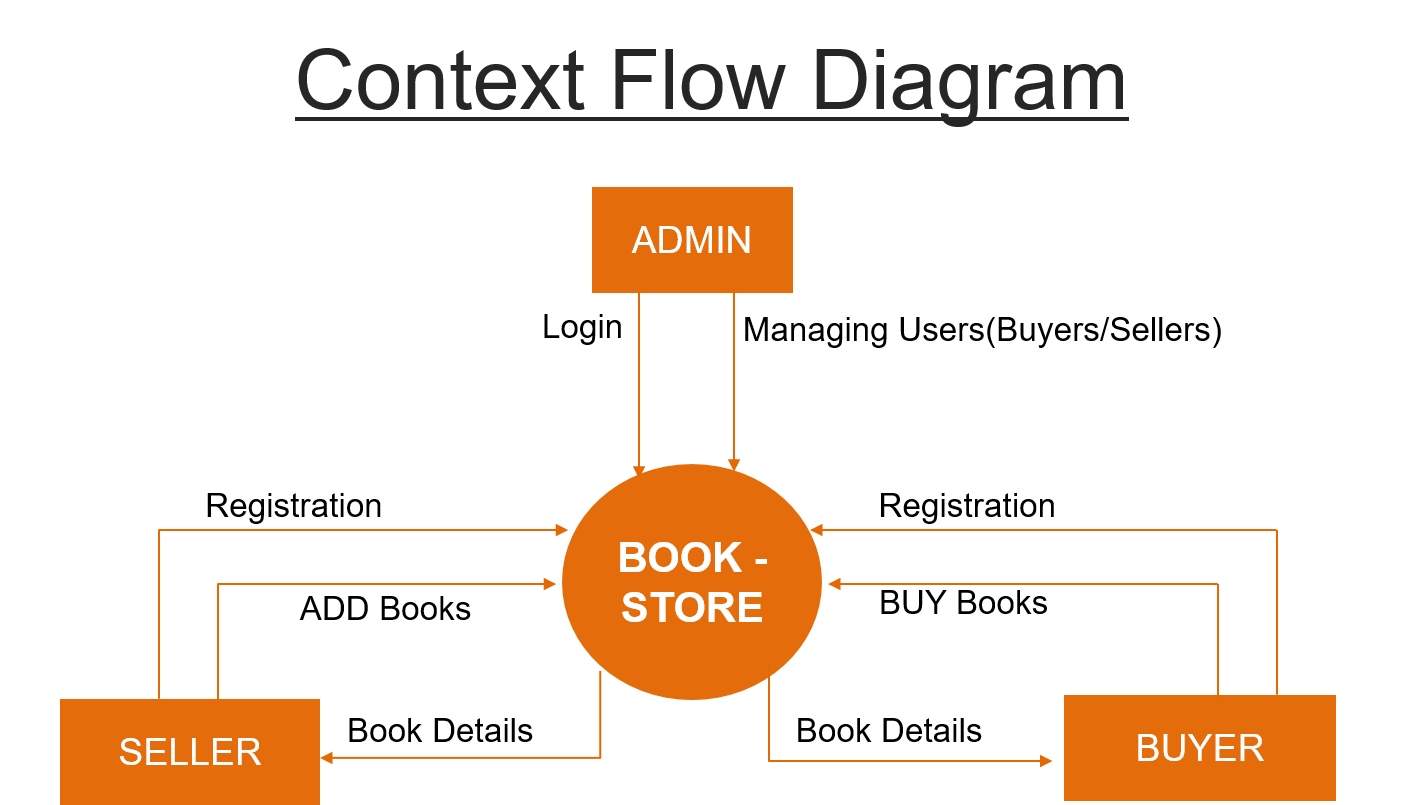 Context Flow Diagram
ADMIN
Login
Managing Users(Buyers/Sellers)
Registration
Registration
BOOK -
STORE
ADD Books
BUY Books
Book Details
Book Details
SELLER
BUYER